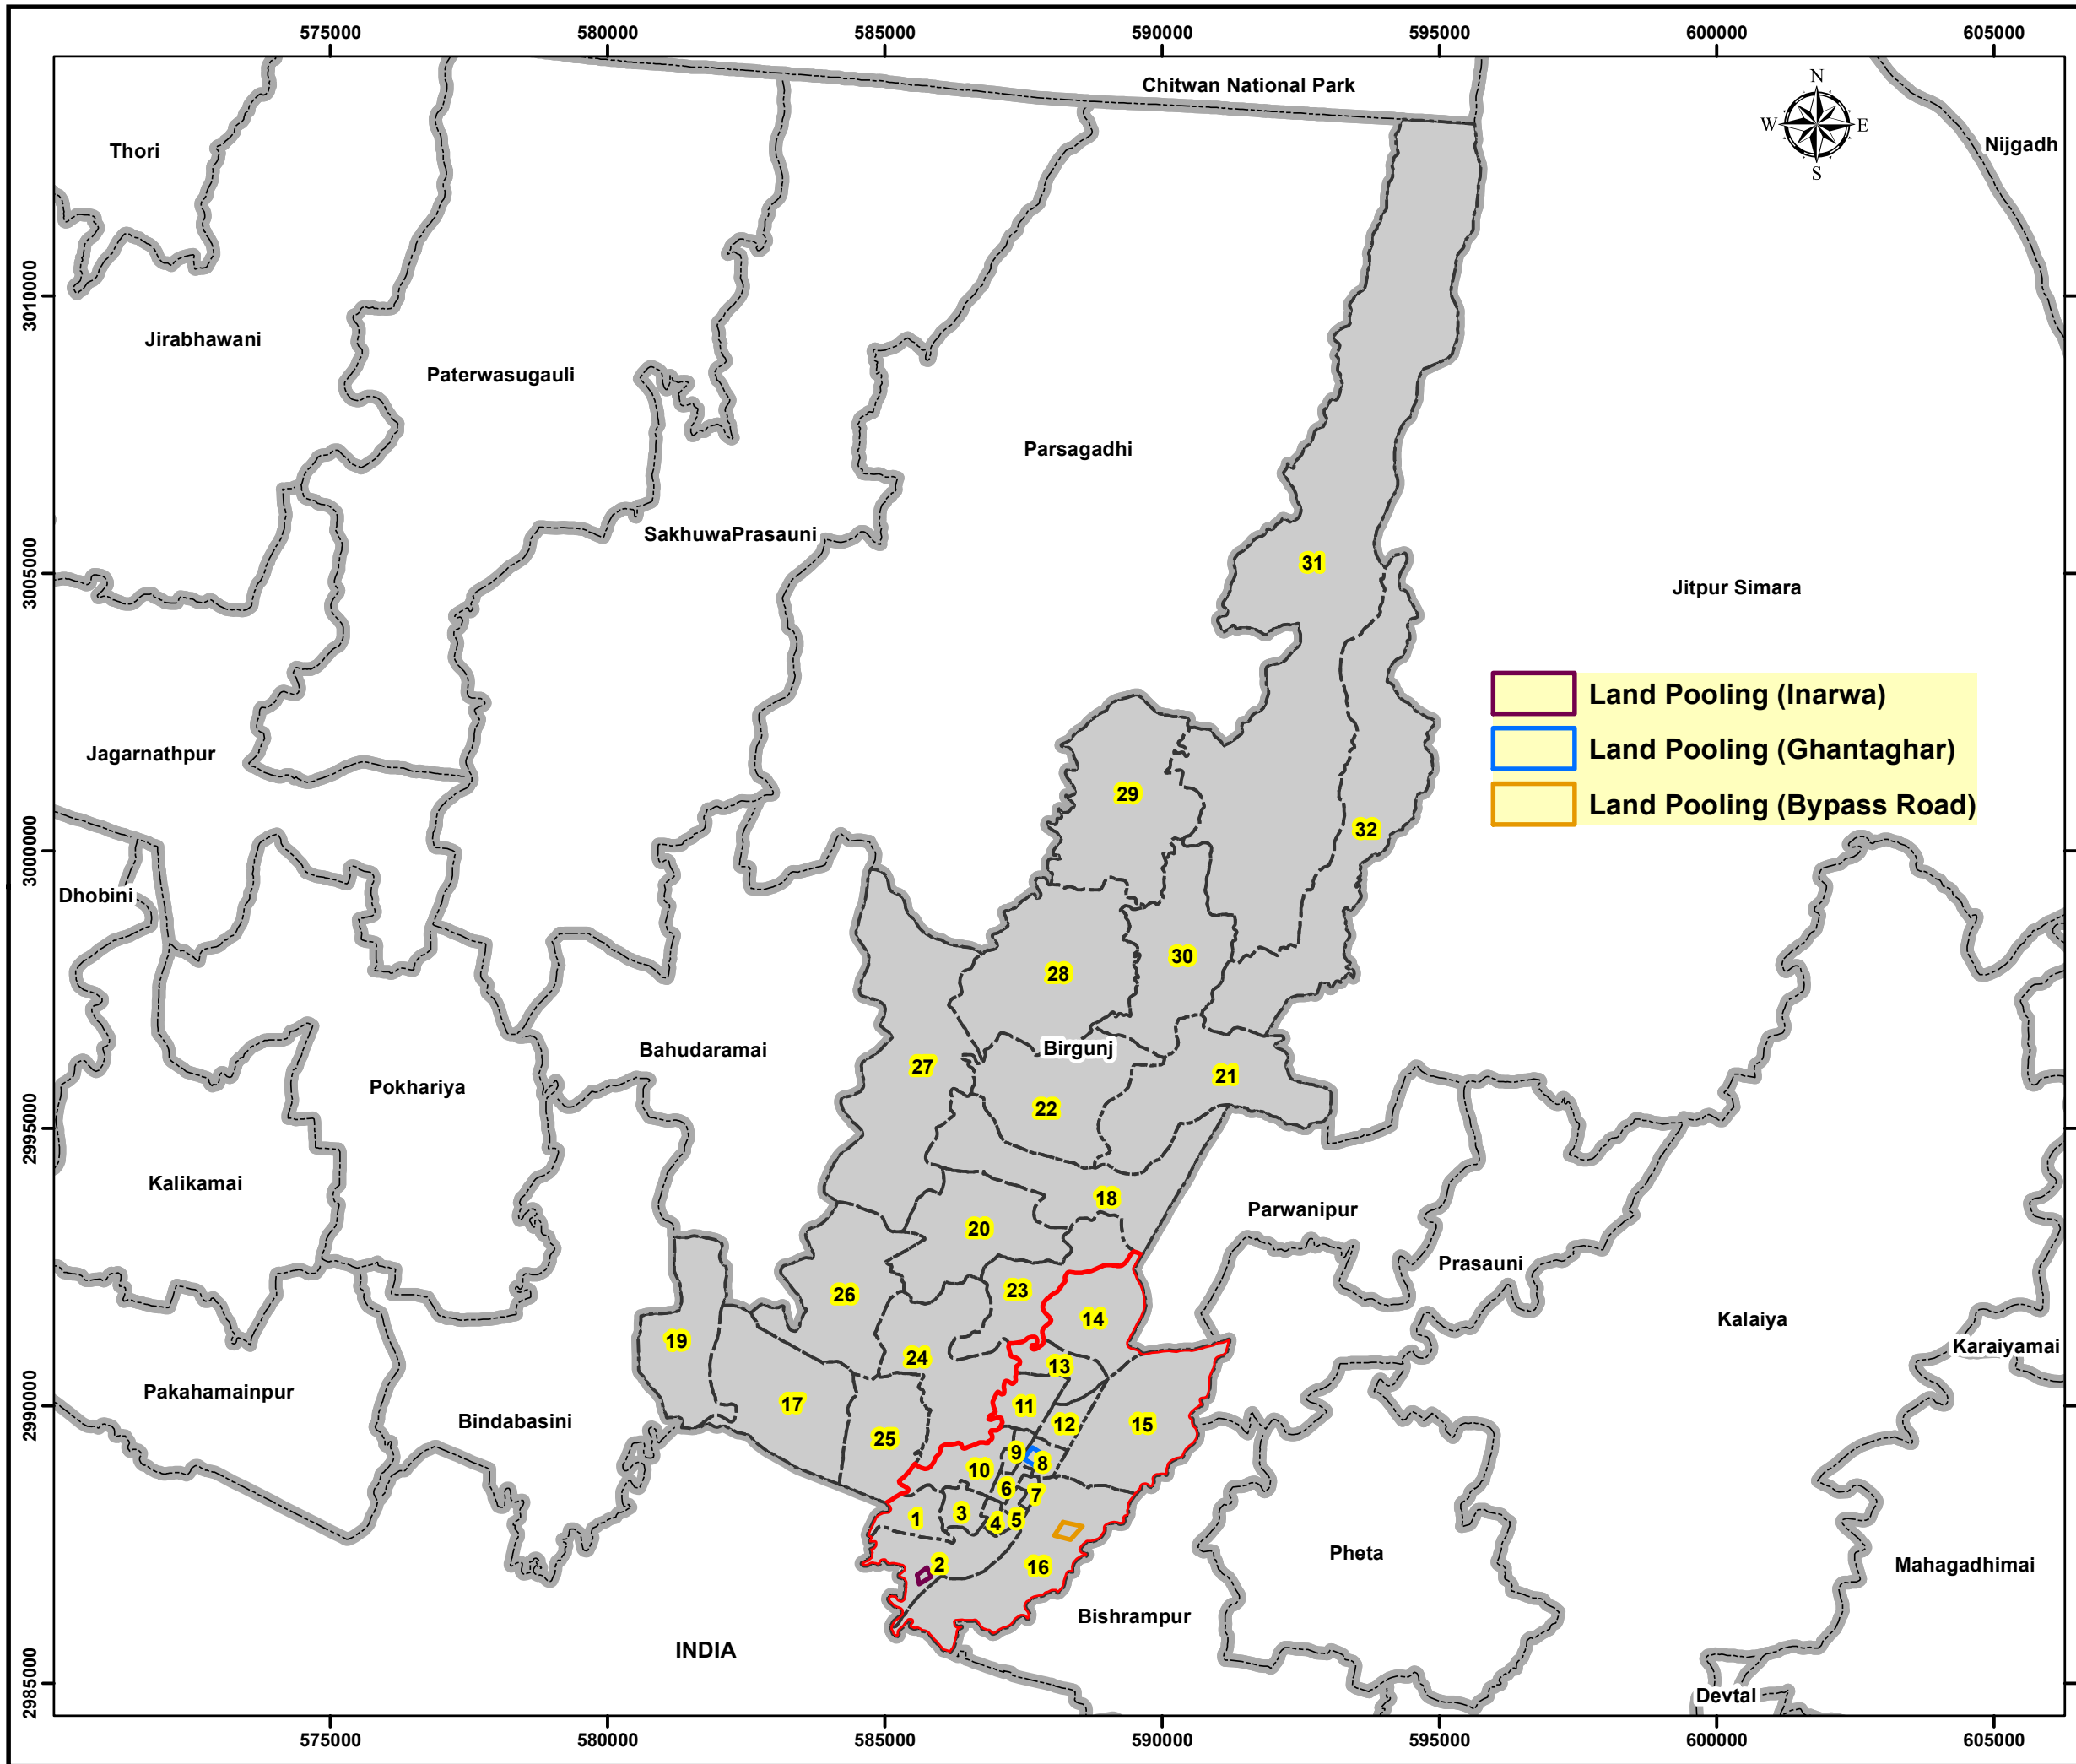 575000 580000 585000 590000 595000 600000 605000
Chitwan National Park
N
W E
S
Thori
Nijgadh
3010000
Jirabhawani
Paterwasugauli
Parsagadhi
SakhuwaPrasauni
3005000
31
Jitpur Simara
Land Pooling (Inarwa)
Land Pooling (Ghantaghar)
Land Pooling (Bypass Road)
Jagarnathpur
29
32
3000000
Dhobini
30
28
Birgunj
Bahudaramai
27
21
Pokhariya
22
2995000
Kalikamai
18
Parwanipur
20
Prasauni
23
26
14
Kalaiya
19
Karaiyamai
24
13
Pakahamainpur
17
11
2990000
Bindabasini
12
15
25
9
8
10
6
7
3
1
4
5
Pheta
2
16
Mahagadhimai
Bishrampur
INDIA
2985000
Devtal
575000 580000 585000 590000 595000 600000 605000